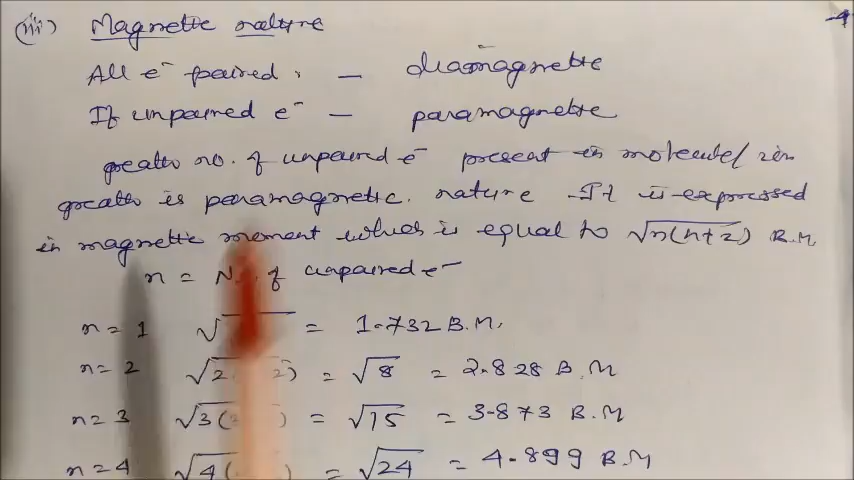 (iii) Magnetic nature
All e⁻ paired. — diamagnetic
If unpaired e⁻ — paramagnetic
greater no. of unpaired e⁻ present in molecule/ion
greater is paramagnetic. nature It is expressed
in magnetic moment which is equal to √n(n+2) B.M.
n = No. of unpaired e⁻
n = 1 √ = 1.732 B.M.
n = 2 √2( 2) = √8 = 2.828 B.M
n = 3 √3( ) = √15 = 3.873 B.M
n = 4 √4( ) = √24 = 4.899 B.M